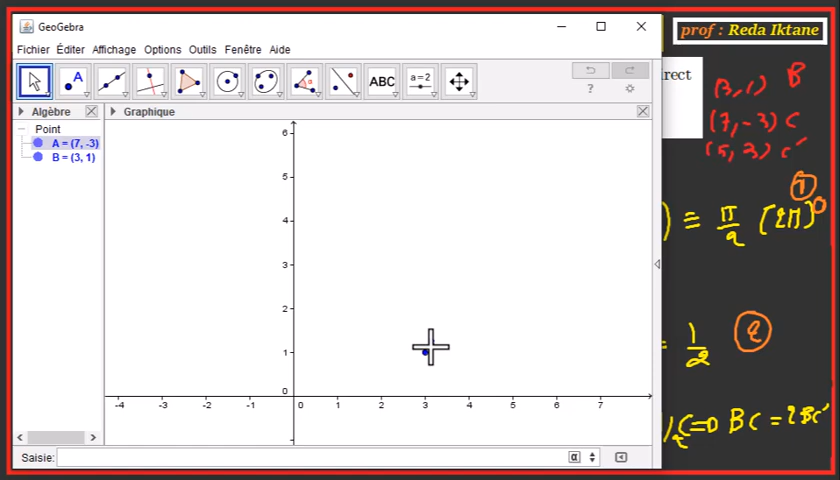 prof : Reda Iktane
GeoGebra
Fichier Éditer Affichage Options Outils Fenêtre Aide
A
ABC
a=2
Algèbre
Graphique
Point
A = (7, -3)
B = (3, 1)
6
5
4
3
2
1
0
-4 -3 -2 -1 0 1 2 3 4 5 6 7
Saisie:
α
irect
(3, 1) B
(7, -3) C
(5, 3) C'
1
) ≡ π/2 [2π]
= 1/2 2
BC = 2BC'